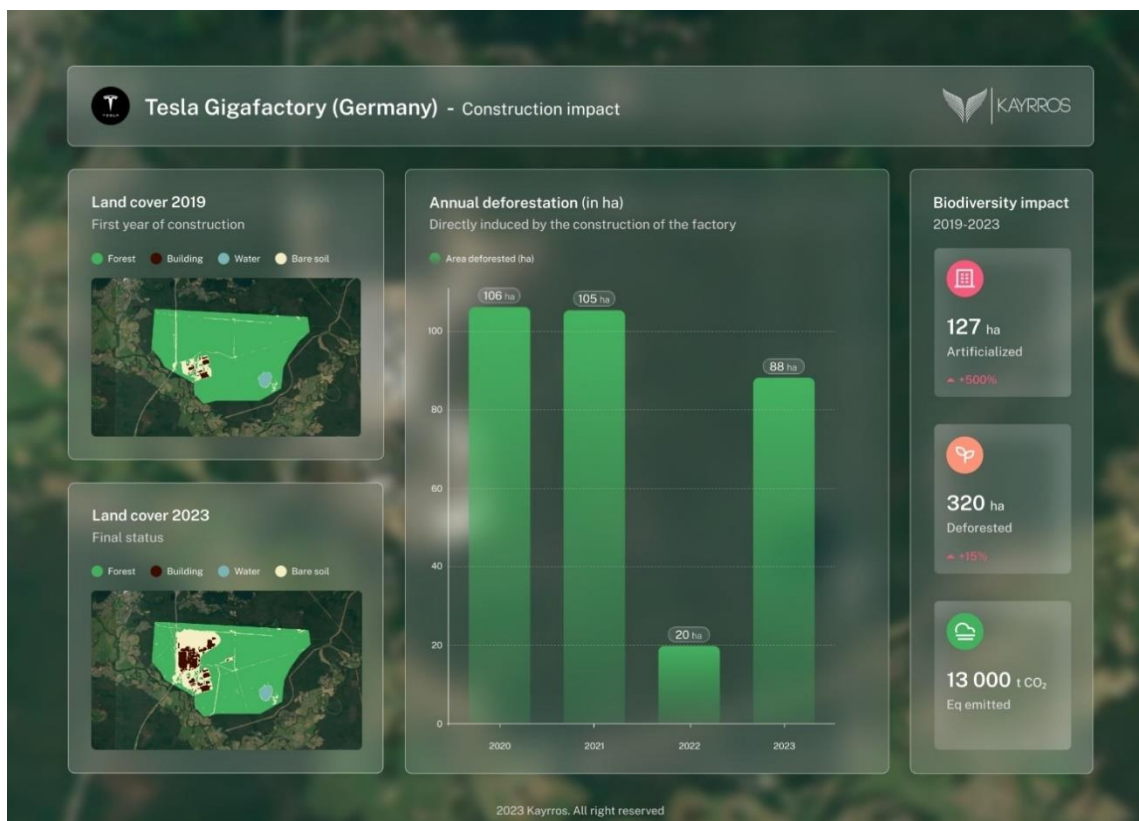 Tesla Gigafactory (Germany) - Construction impact
TESLA
KAYRROS
Land cover 2019
First year of construction
Forest Building Water Bare soil
Land cover 2023
Final status
Forest Building Water Bare soil
Annual deforestation (in ha)
Directly induced by the construction of the factory
Area deforested (ha)
106 ha
105 ha
88 ha
20 ha
100
80
60
40
20
0
2020 2021 2022 2023
Biodiversity impact
2019-2023
127 ha
Artificialized
+500%
320 ha
Deforested
+15%
13 000 t CO₂
Eq emitted
2023 Kayrros. All right reserved